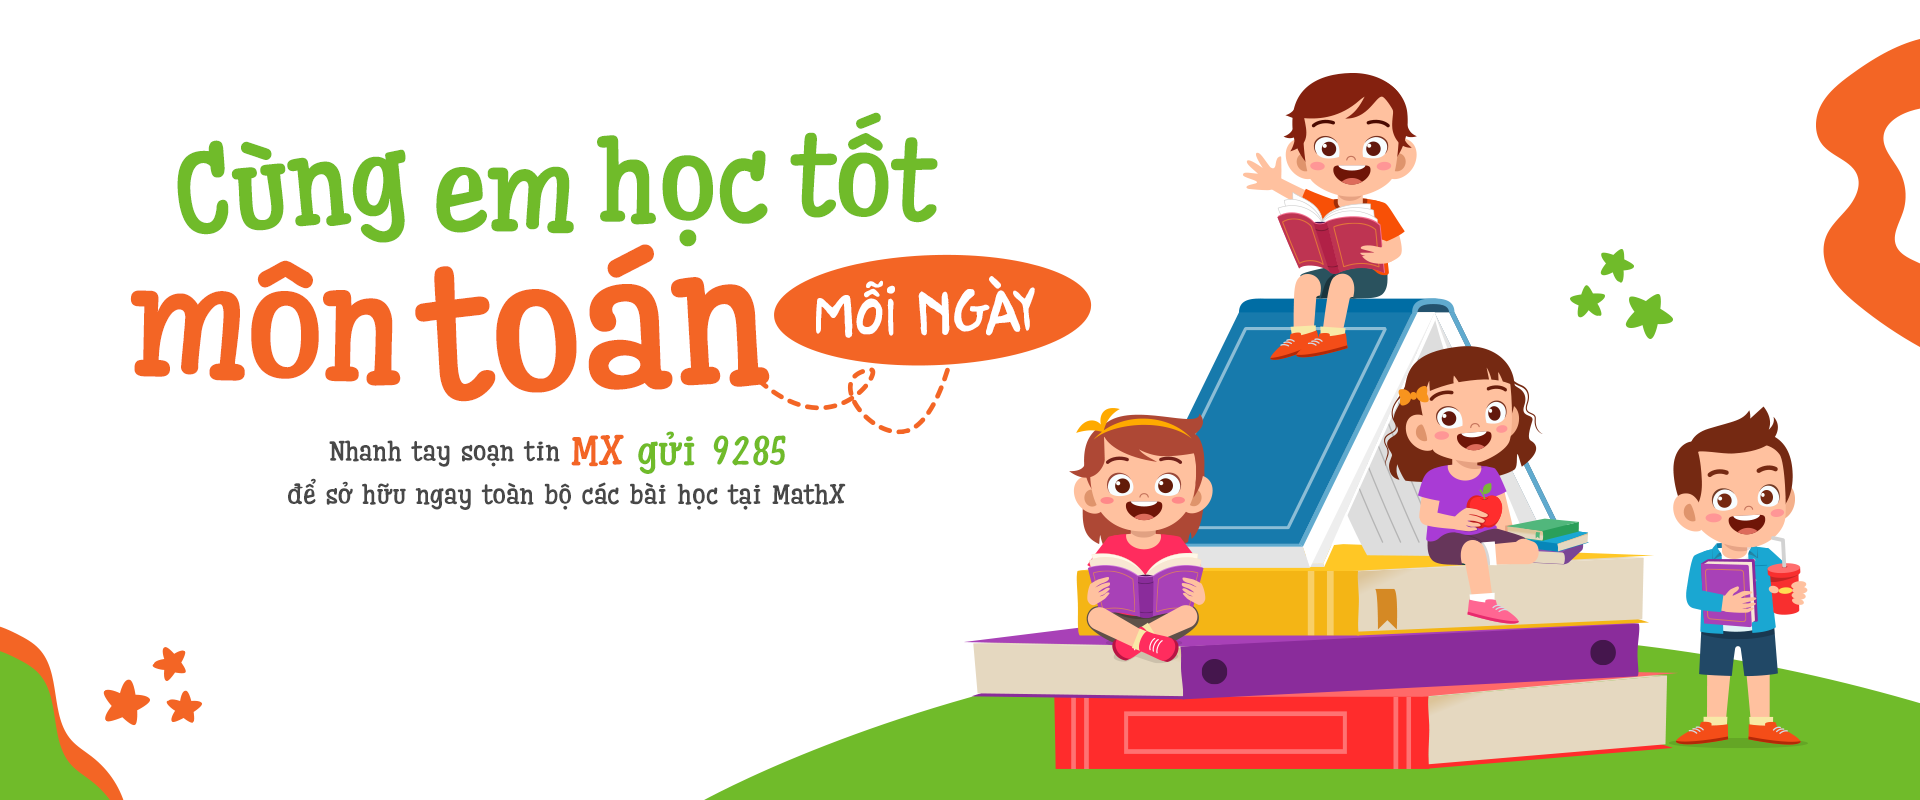 Cùng em học tốt
môn toán MỖI NGÀY
Nhanh tay soạn tin MX gửi 9285
để sở hữu ngay toàn bộ các bài học tại MathX